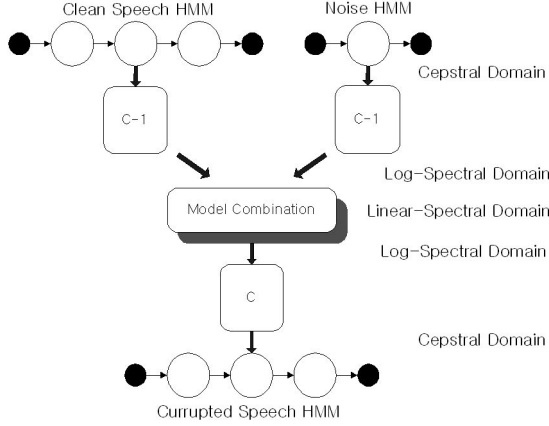 Clean Speech HMM
Noise HMM
Cepstral Domain
C-1
C-1
Log-Spectral Domain
Model Combination
Linear-Spectral Domain
Log-Spectral Domain
C
Cepstral Domain
Currupted Speech HMM